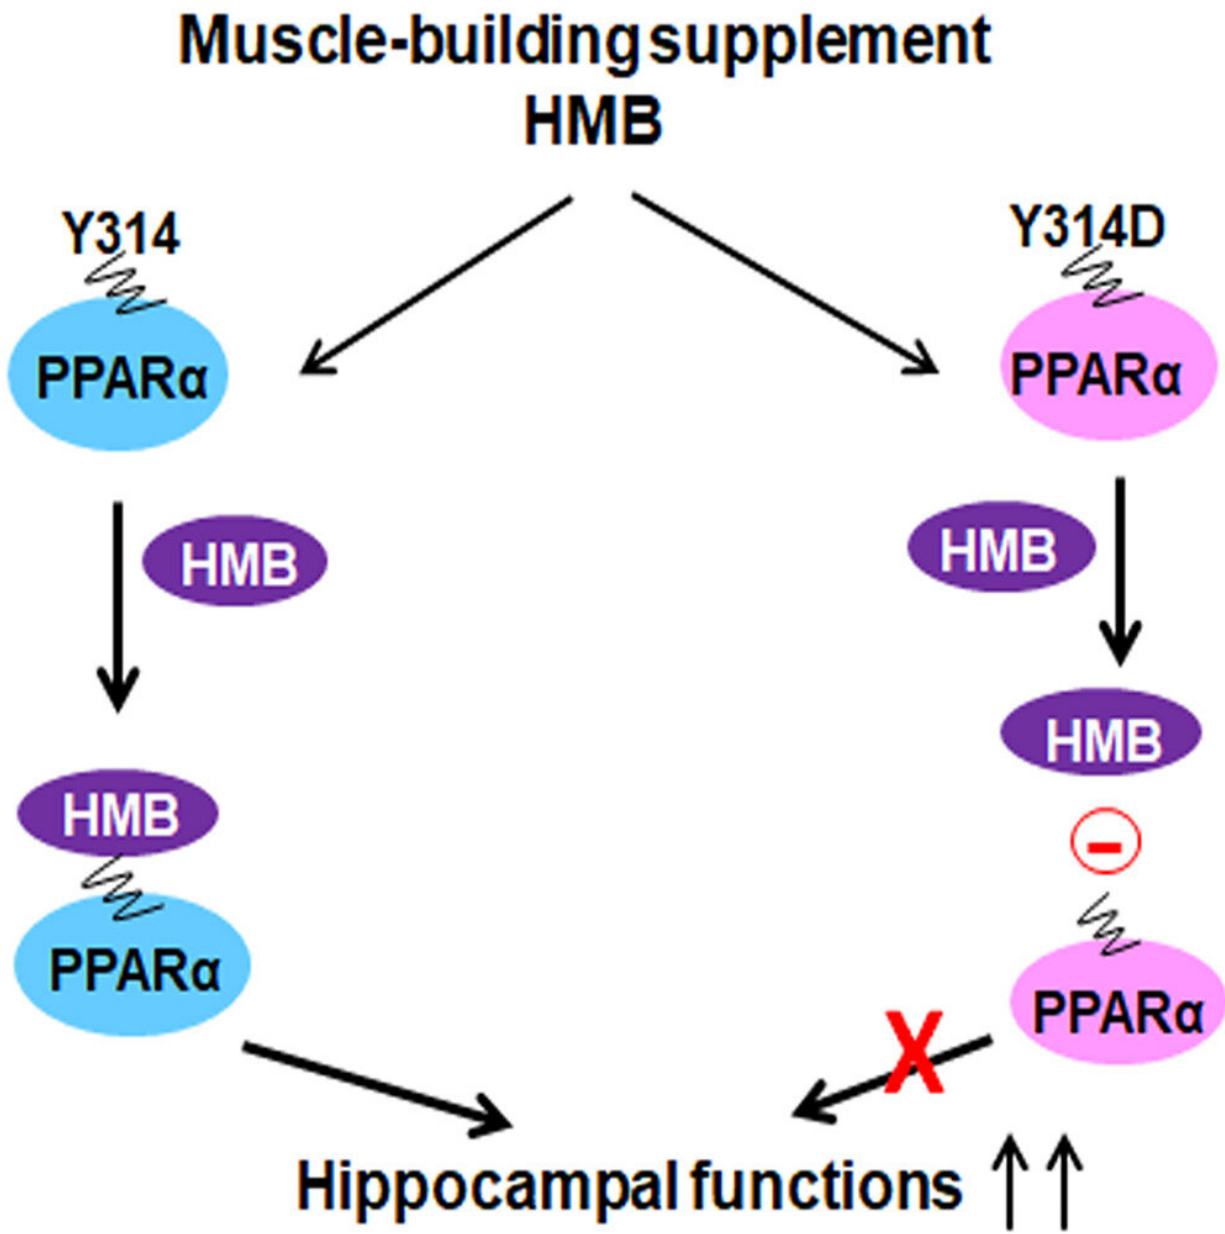 Muscle-building supplement
HMB
Y314
Y314D
PPARα
PPARα
HMB
HMB
HMB
HMB
-
PPARα
PPARα
X
Hippocampal functions ↑↑